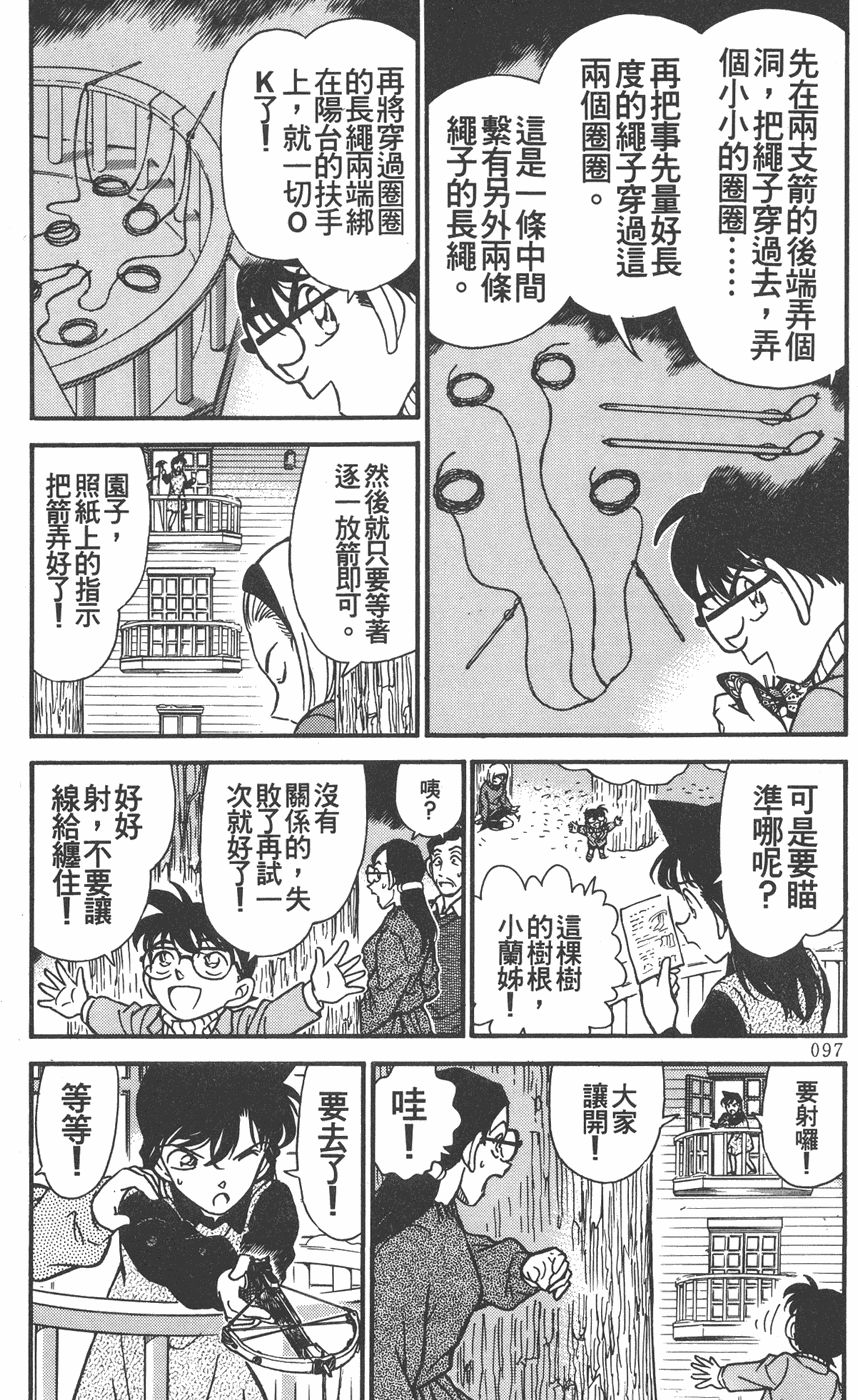 先在兩支箭的後端弄個
洞，把繩子穿過去，弄
個小小的圈圈……
再把事先量好長
度的繩子穿過這
兩個圈圈。
這是一條中間
繫有另外兩條
繩子的長繩。
再將穿過圈圈
的長繩兩端綁
在陽台的扶手
上，就一切O
K了！
然後就只要等著
逐一放箭即可。
園子，
照紙上的指示
把箭弄好了！
可是要瞄
準哪呢？
這棵樹
的樹根，
小蘭姊！
咦？
沒有
關係的，失
敗了再試一
次就好了！
好好
射，不要讓
線給纏住！
097
要射囉！
大家
讓開！
哇！
要去了！
等等！